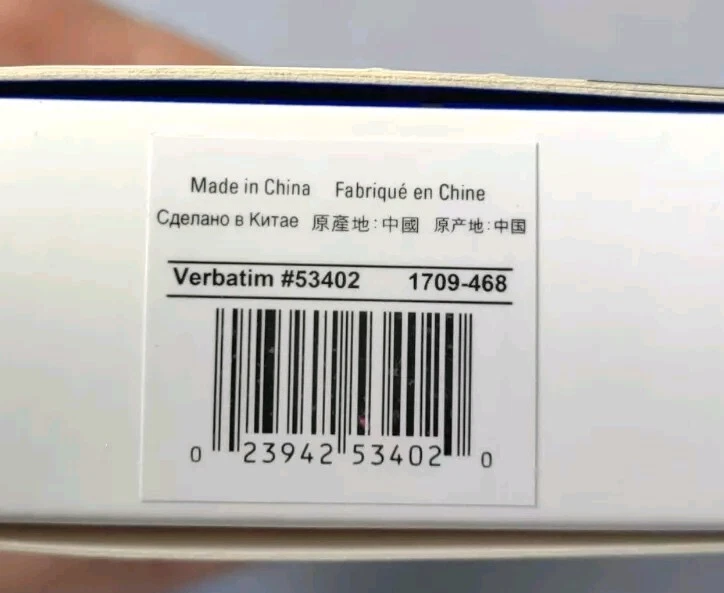 Made in China Fabriqué en Chine
Сделано в Китае 原產地:中國 原产地:中国
Verbatim #53402 1709-468
0 23942 53402 0